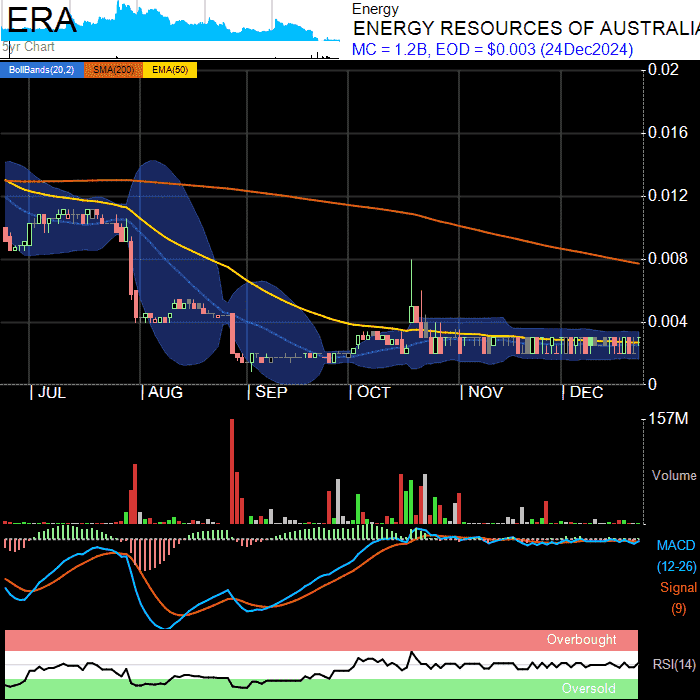 ERA
5yr Chart
Energy
ENERGY RESOURCES OF AUSTRALIA
MC = 1.2B, EOD = $0.003 (24Dec2024)
BollBands(20,2) SMA(200) EMA(50)
0.02
0.016
0.012
0.008
0.004
0
JUL AUG SEP OCT NOV DEC
157M
Volume
MACD
(12-26)
Signal
(9)
Overbought
RSI(14)
Oversold